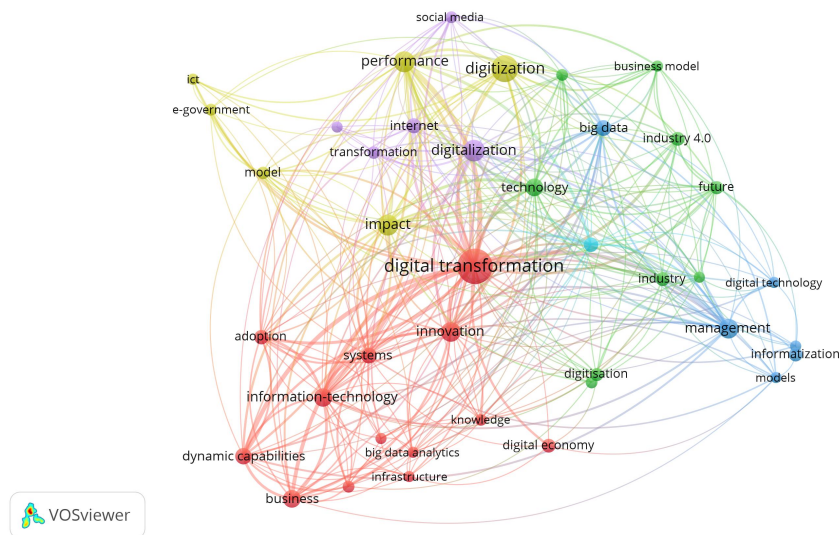 social media
performance
digitization
business model
ict
e-government
internet
big data
industry 4.0
transformation
digitalization
model
technology
future
impact
digital transformation
industry
digital technology
management
innovation
adoption
systems
informatization
digitisation
models
information-technology
knowledge
digital economy
dynamic capabilities
big data analytics
infrastructure
business
VOSviewer